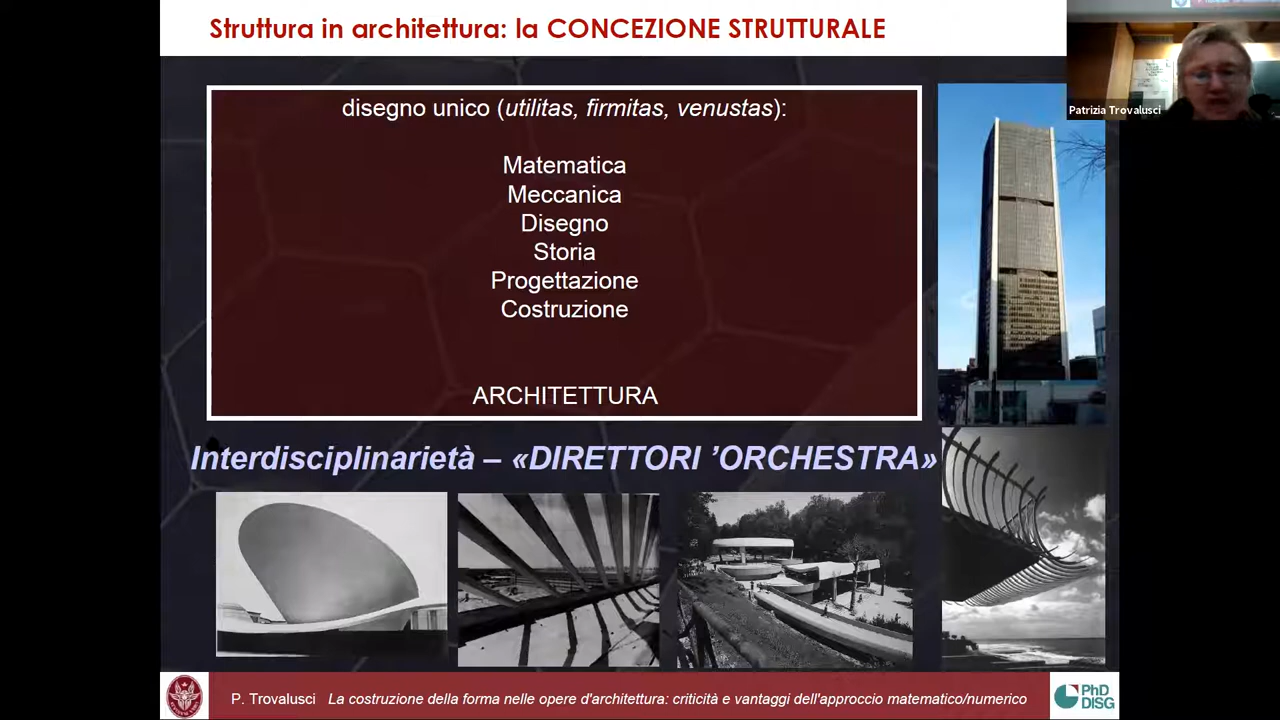 Struttura in architettura: la CONCEZIONE STRUTTURALE
Patrizia Trovalusci
disegno unico (utilitas, firmitas, venustas):
Matematica
Meccanica
Disegno
Storia
Progettazione
Costruzione
ARCHITETTURA
Interdisciplinarietà – «DIRETTORI ’ORCHESTRA»
P. Trovalusci La costruzione della forma nelle opere d'architettura: criticità e vantaggi dell'approccio matematico/numerico
PhD
DISG